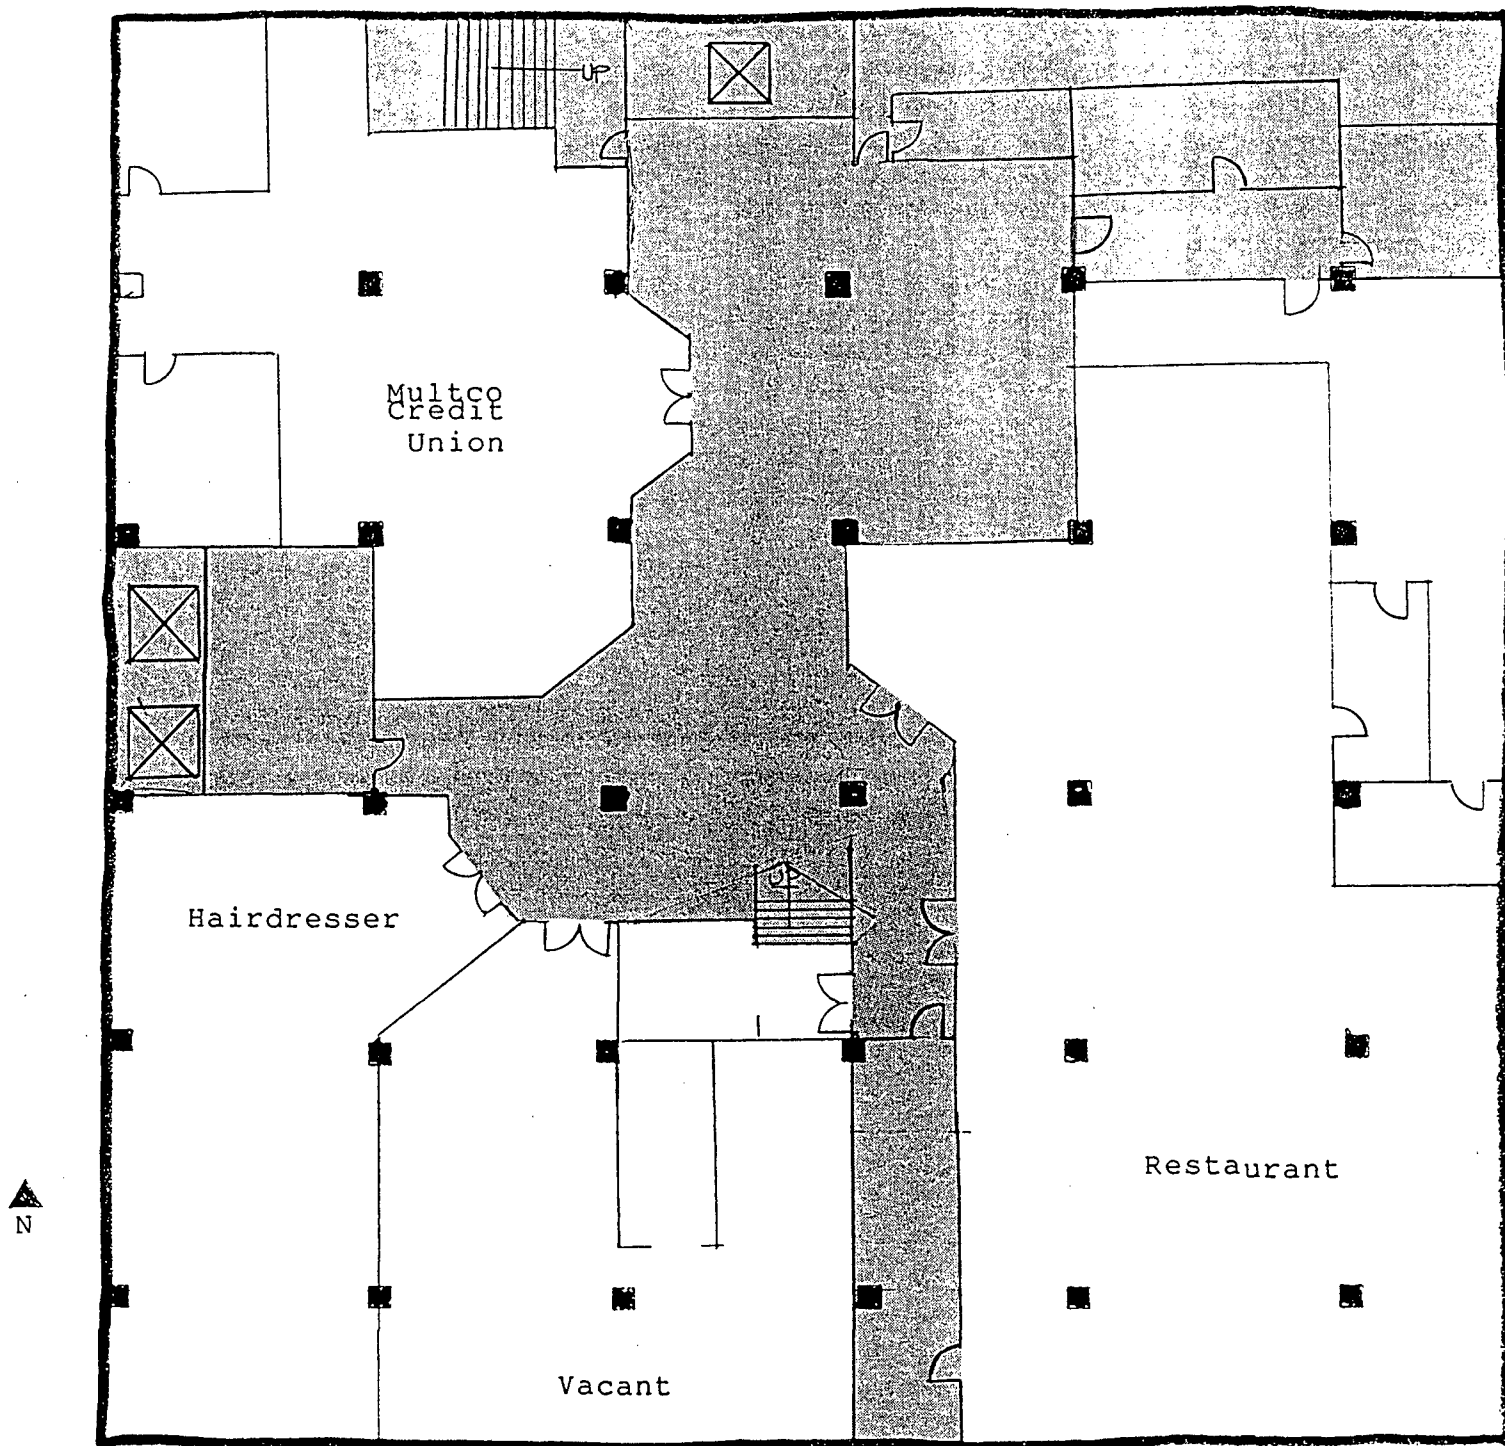 UP
Multco
Credit
Union
UP
Hairdresser
N
Restaurant
Vacant